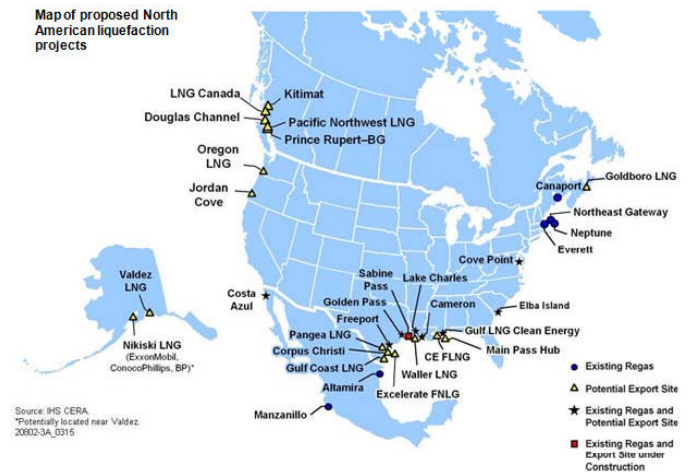 Map of proposed North
American liquefaction
projects
LNG Canada
Kitimat
Douglas Channel
Pacific Northwest LNG
Prince Rupert–BG
Oregon
LNG
Jordan
Cove
Goldboro LNG
Canaport
Northeast Gateway
Neptune
Everett
Cove Point
Sabine
Pass
Lake Charles
Valdez
LNG
Costa
Azul
Golden Pass
Cameron
Elba Island
Freeport
Nikiski LNG
(ExxonMobil,
ConocoPhillips, BP)*
Pangea LNG
Gulf LNG Clean Energy
Corpus Christi
CE FLNG
Main Pass Hub
Gulf Coast LNG
Waller LNG
Altamira
Excelerate FNLG
Manzanillo
Existing Regas
Potential Export Site
Existing Regas and
Potential Export Site
Existing Regas and
Export Site under
Construction
Source: IHS CERA.
*Potentially located near Valdez.
20802-3A_0315